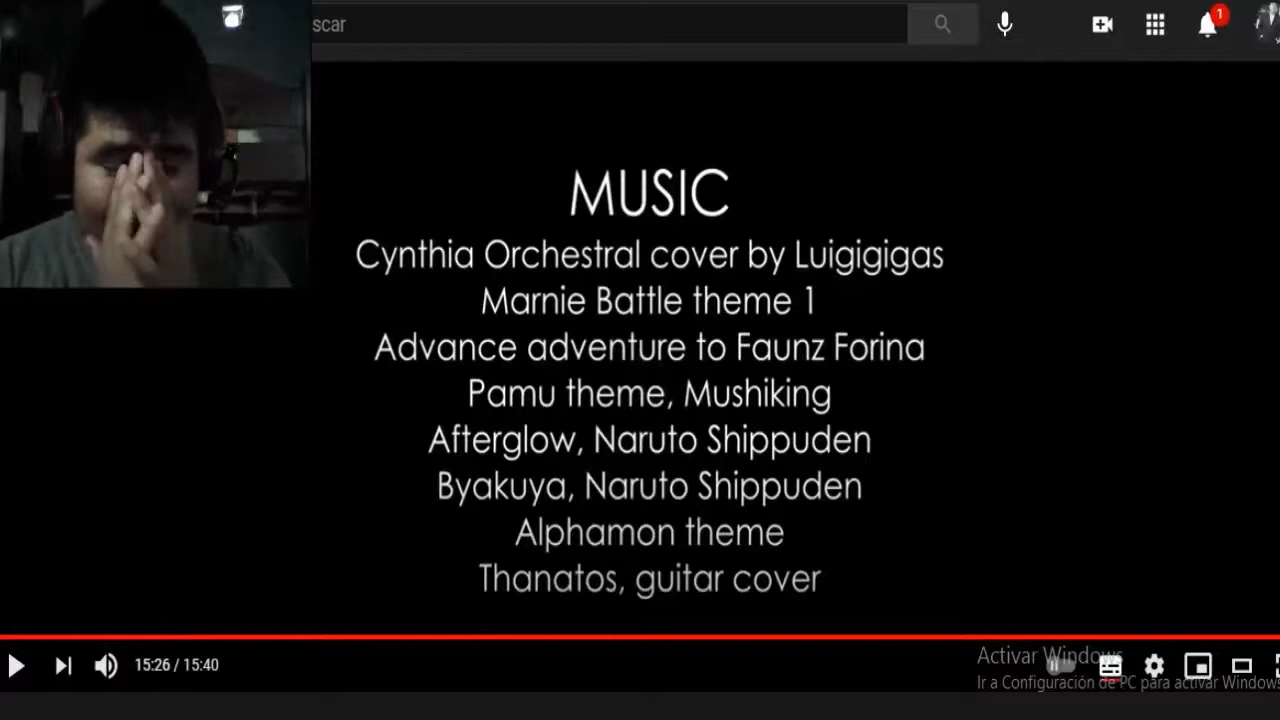 scar
1
MUSIC
Cynthia Orchestral cover by Luigigigas
Marnie Battle theme 1
Advance adventure to Faunz Forina
Pamu theme, Mushiking
Afterglow, Naruto Shippuden
Byakuya, Naruto Shippuden
Alphamon theme
Thanatos, guitar cover
15:26 / 15:40
Activar Windows
Ir a Configuración de PC para activar Windows